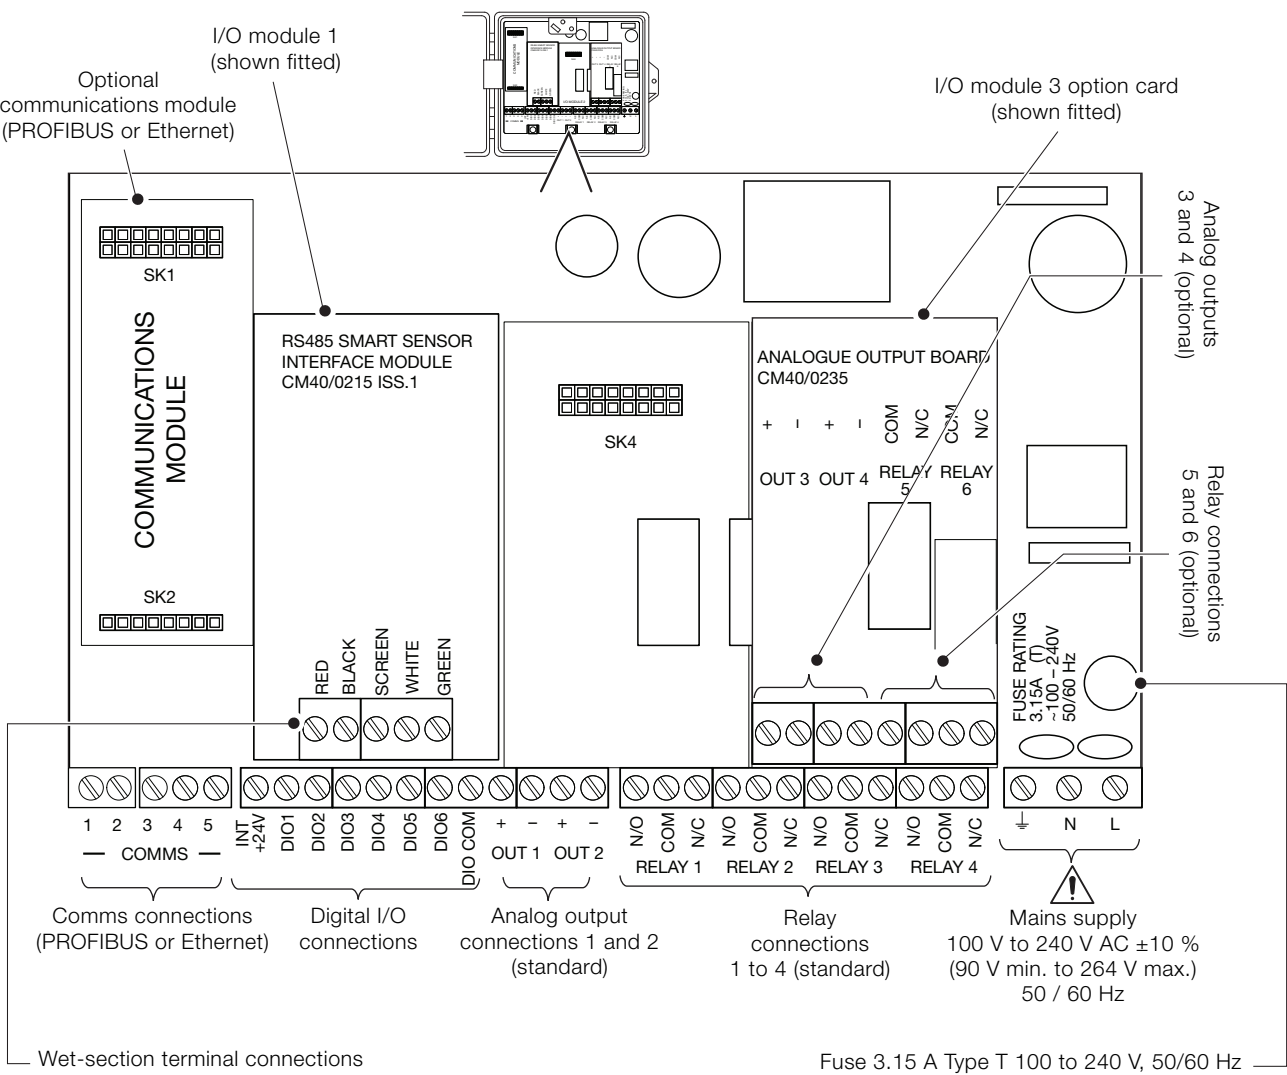 I/O module 1
(shown fitted)
Optional
communications module
(PROFIBUS or Ethernet)
I/O module 3 option card
(shown fitted)
Analog outputs
3 and 4 (optional)
SK1
COMMUNICATIONS
MODULE
SK2
RS485 SMART SENSOR
INTERFACE MODULE
CM40/0215 ISS.1
RED
BLACK
SCREEN
WHITE
GREEN
SK4
ANALOGUE OUTPUT BOARD
CM40/0235
+ − + − COM N/C COM N/C
OUT 3 OUT 4 RELAY 5 RELAY 6
Relay connections
5 and 6 (optional)
FUSE RATING
3.15A (T)
~100 – 240V
50/60 Hz
1 2 3 4 5
COMMS
INT +24V
DIO1
DIO2
DIO3
DIO4
DIO5
DIO6
DIO COM
+ − + −
OUT 1 OUT 2
N/O COM N/C N/O COM N/C N/O COM N/C N/O COM N/C
RELAY 1 RELAY 2 RELAY 3 RELAY 4
N L
Comms connections
(PROFIBUS or Ethernet)
Digital I/O
connections
Analog output
connections 1 and 2
(standard)
Relay
connections
1 to 4 (standard)
Mains supply
100 V to 240 V AC ±10 %
(90 V min. to 264 V max.)
50 / 60 Hz
Wet-section terminal connections
Fuse 3.15 A Type T 100 to 240 V, 50/60 Hz